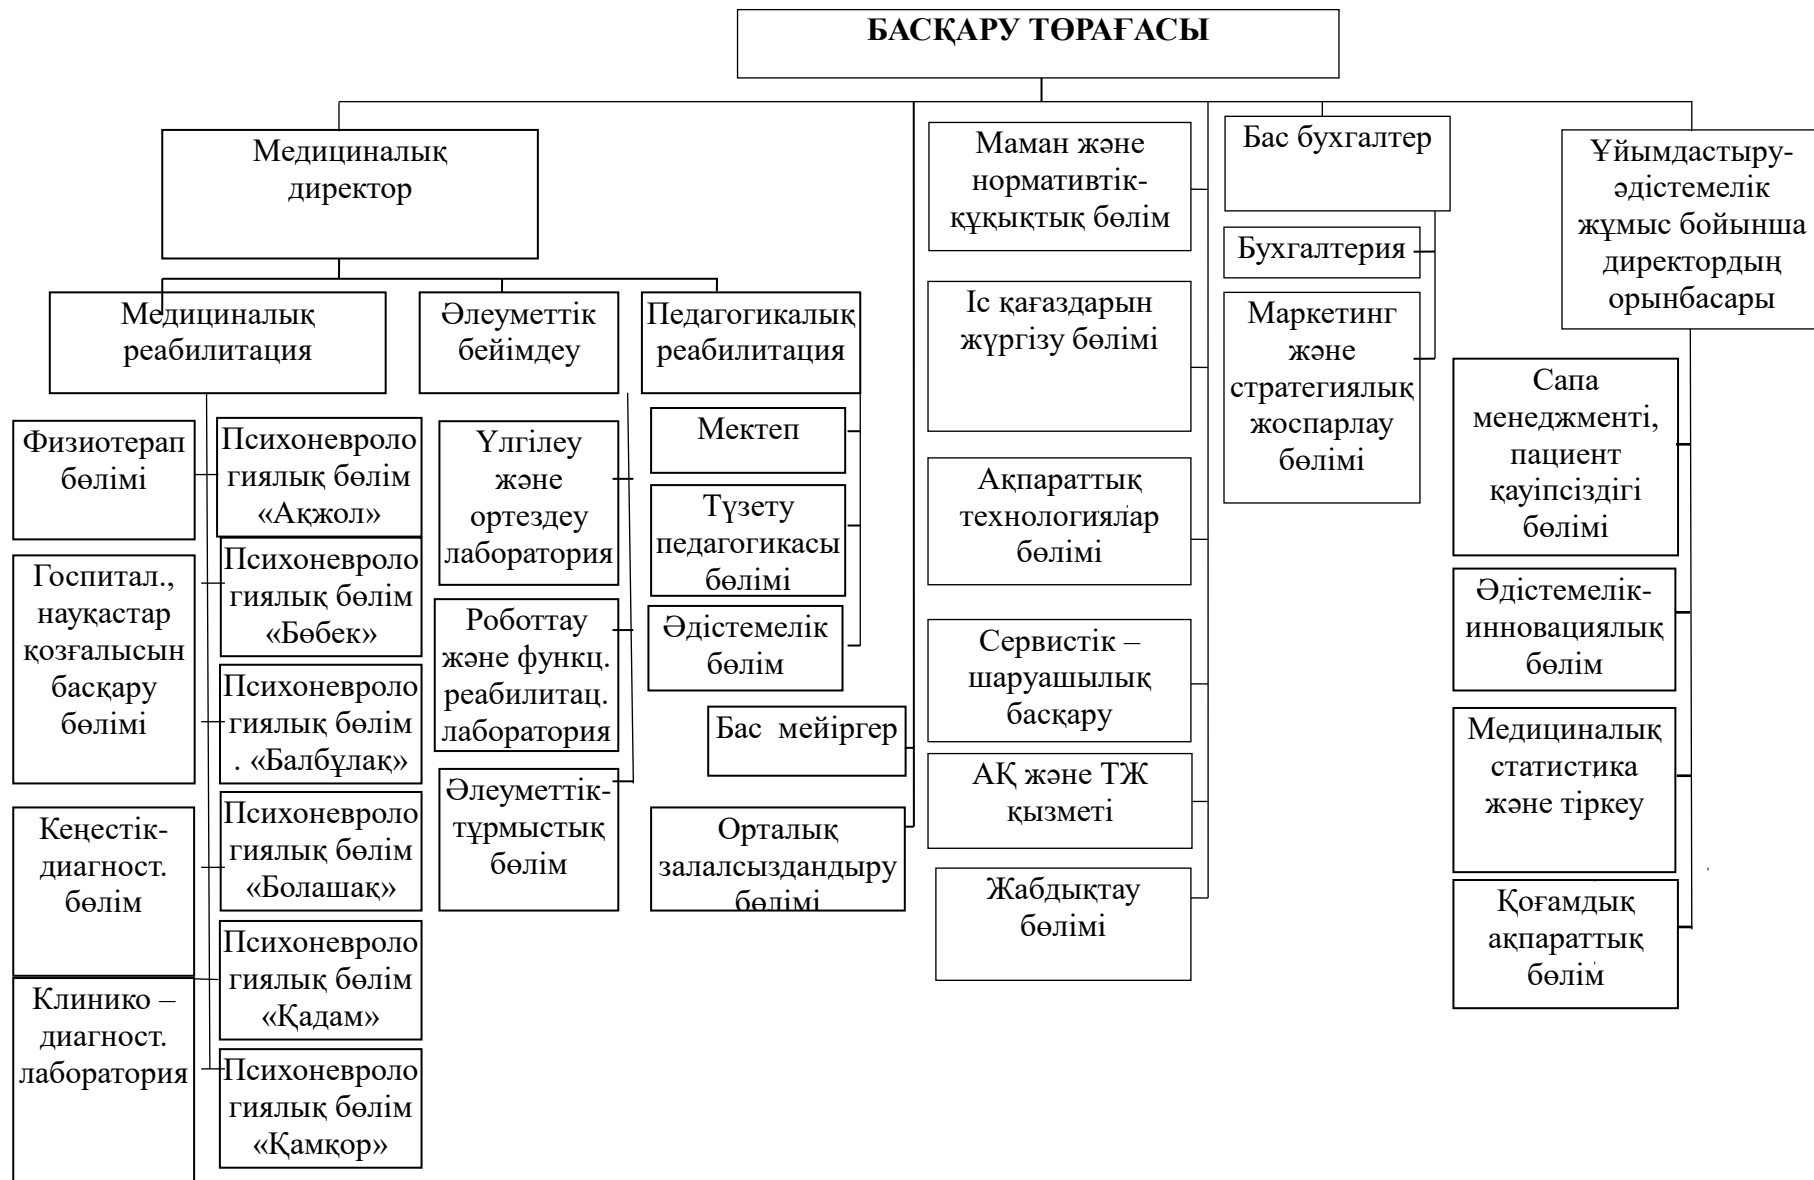 БАСҚАРУ ТӨРАҒАСЫ
Медициналық
директор
Медициналық
реабилитация
Физиотерап
бөлімі
Госпитал.,
науқастар
қозғалысын
басқару
бөлімі
Кеңестік-
диагност.
бөлім
Клинико –
диагност.
лаборатория
Психоневроло
гиялық бөлім
«Ақжол»
Психоневроло
гиялық бөлім
«Бөбек»
Психоневроло
гиялық бөлім
. «Балбұлақ»
Психоневроло
гиялық бөлім
«Болашақ»
Психоневроло
гиялық бөлім
«Қадам»
Психоневроло
гиялық бөлім
«Қамқор»
Әлеуметтік
бейімдеу
Үлгілеу
және
ортездеу
лаборатория
Роботтау
және функц.
реабилитац.
лаборатория
Әлеуметтік-
тұрмыстық
бөлім
Педагогикалық
реабилитация
Мектеп
Түзету
педагогикасы
бөлімі
Әдістемелік
бөлім
Бас мейіргер
Орталық
залалсыздандыру
бөлімі
Маман және
нормативтік-
құқықтық бөлім
Іс қағаздарын
жүргізу бөлімі
Ақпараттық
технологиялар
бөлімі
Сервистік –
шаруашылық
басқару
АҚ және ТЖ
қызметі
Жабдықтау
бөлімі
Бас бухгалтер
Бухгалтерия
Маркетинг
және
стратегиялық
жоспарлау
бөлімі
Ұйымдастыру-
әдістемелік
жұмыс бойынша
директордың
орынбасары
Сапа
менеджменті,
пациент
қауіпсіздігі
бөлімі
Әдістемелік-
инновациялық
бөлім
Медициналық
статистика
және тіркеу
Қоғамдық
ақпараттық
бөлім